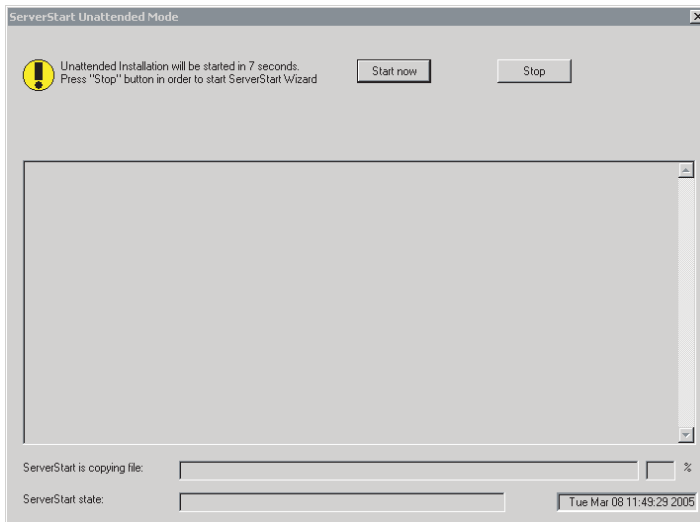 ServerStart Unattended Mode
Unattended Installation will be started in 7 seconds.
Press "Stop" button in order to start ServerStart Wizard
Start now
Stop
ServerStart is copying file:
%
ServerStart state:
Tue Mar 08 11:49:29 2005